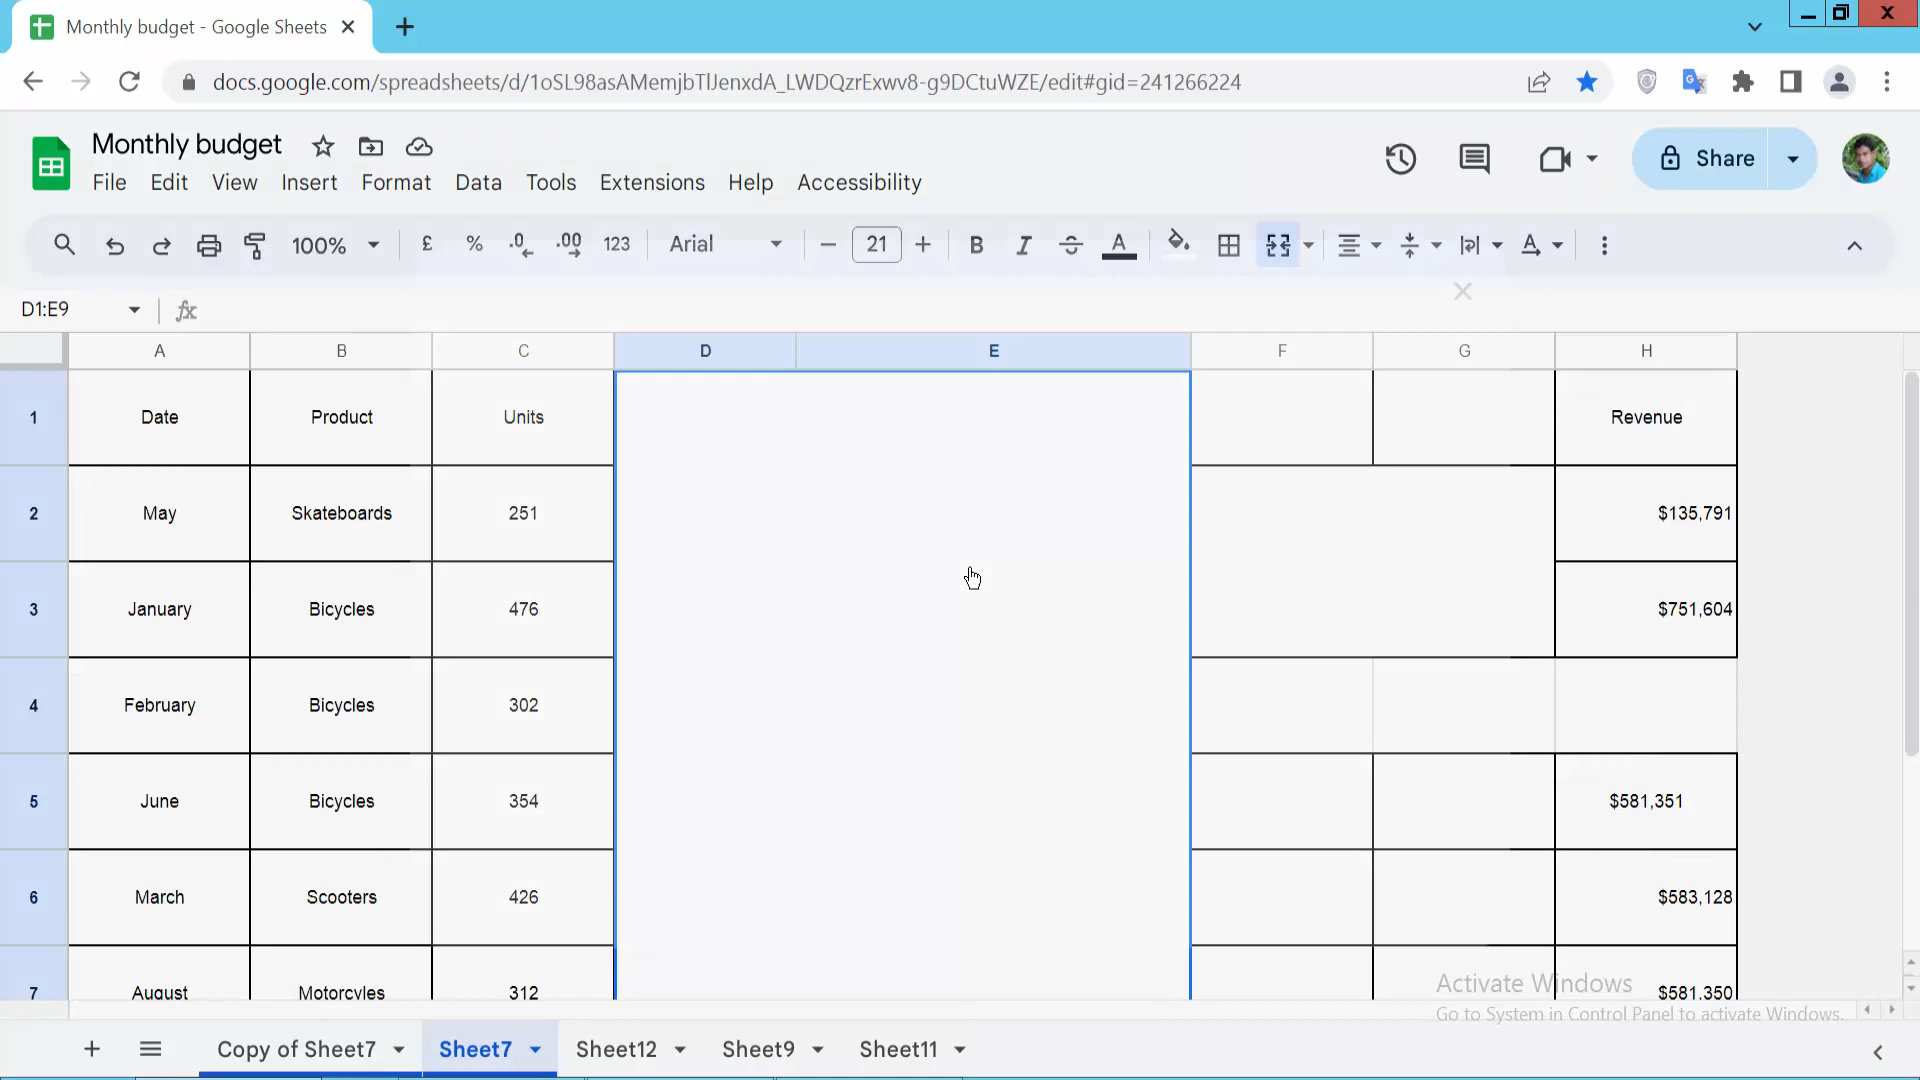 Monthly budget - Google Sheets
docs.google.com/spreadsheets/d/1oSL98asAMemjbTlJenxdA_LWDQzrExwv8-g9DCtuWZE/edit#gid=241266224
Monthly budget
File Edit View Insert Format Data Tools Extensions Help Accessibility
Share
100% £ % .0 .00 123 Arial 21 B I S A A
D1:E9 fx
A B C D E F G H
1 Date Product Units Revenue
2 May Skateboards 251 $135,791
3 January Bicycles 476 $751,604
4 February Bicycles 302
5 June Bicycles 354 $581,351
6 March Scooters 426 $583,128
7 August Motorcyles 312 $581,350
Activate Windows
Go to System in Control Panel to activate Windows.
Copy of Sheet7 Sheet7 Sheet12 Sheet9 Sheet11